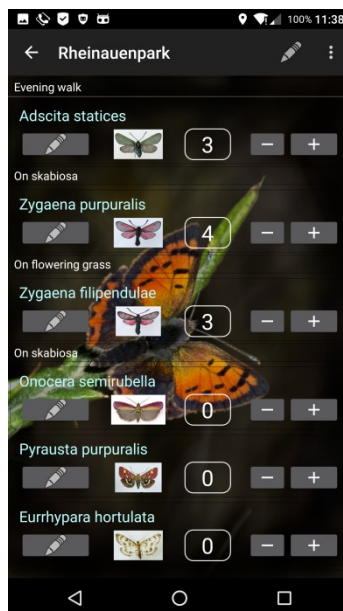 100% 11:38
Rheinauenpark
Evening walk
Adscita statices
3
− +
On skabiosa
Zygaena purpuralis
4
− +
On flowering grass
Zygaena filipendulae
3
− +
On skabiosa
Onocera semirubella
0
− +
Pyrausta purpuralis
0
− +
Eurrhypara hortulata
0
− +